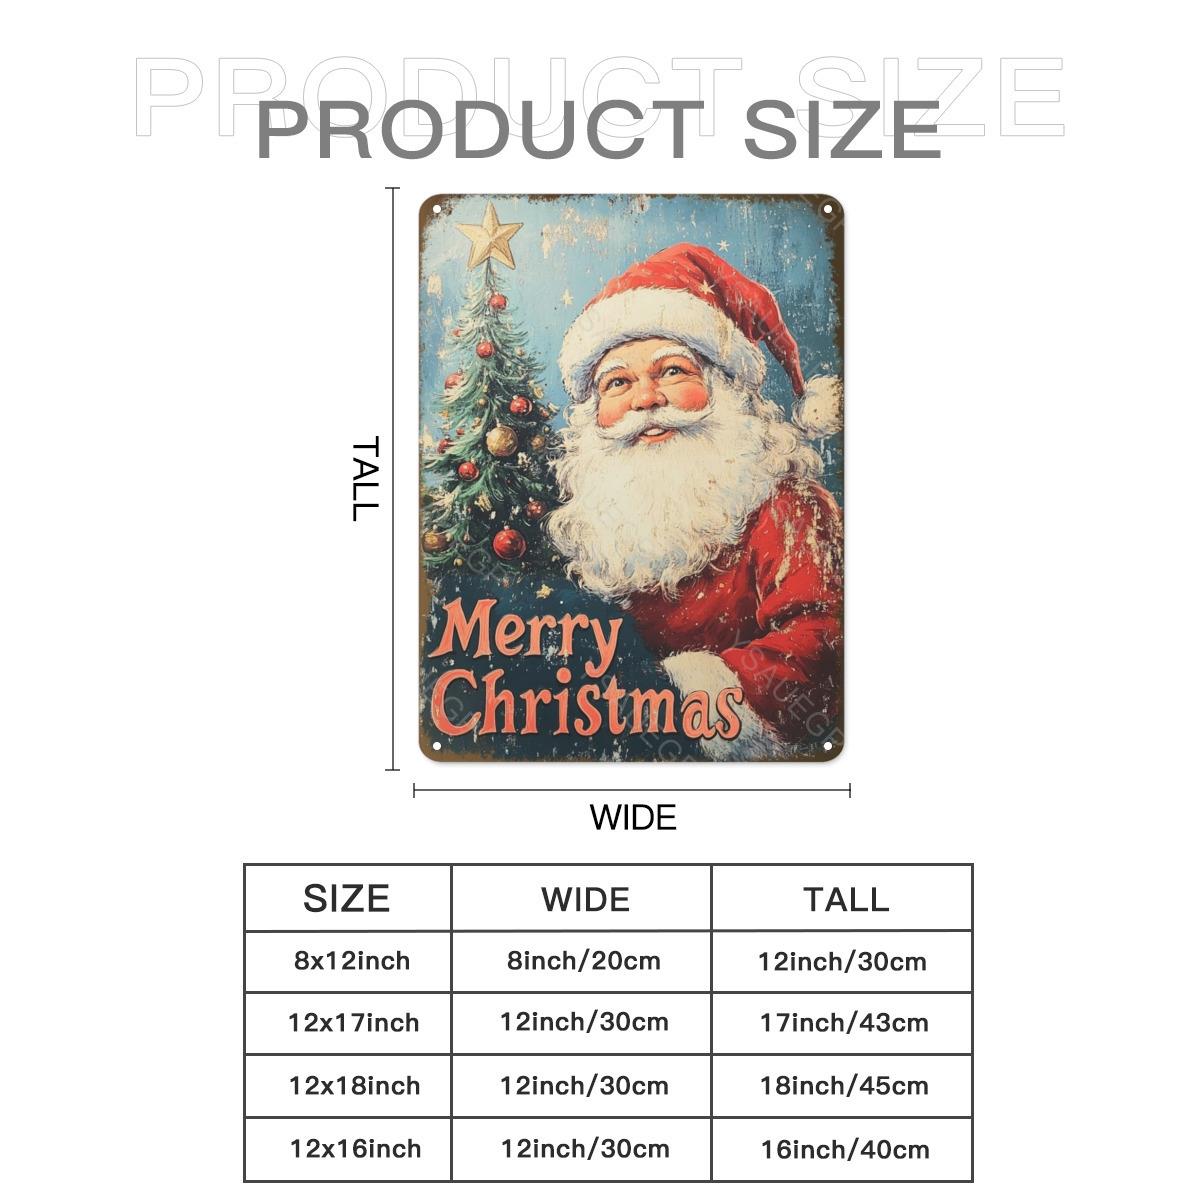 PRODUCT SIZE
PRODUCT SIZE
TALL
Merry
Christmas
WIDE
SIZE WIDE TALL
8x12inch 8inch/20cm 12inch/30cm
12x17inch 12inch/30cm 17inch/43cm
12x18inch 12inch/30cm 18inch/45cm
12x16inch 12inch/30cm 16inch/40cm